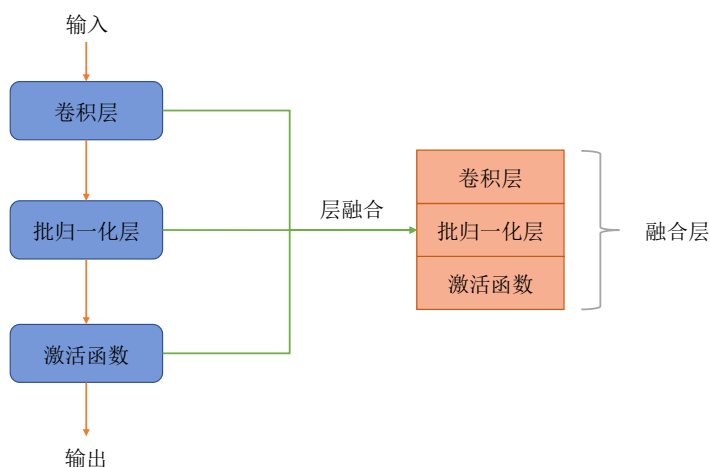 输入
卷积层
批归一化层
激活函数
输出
层融合
卷积层
批归一化层
激活函数
融合层